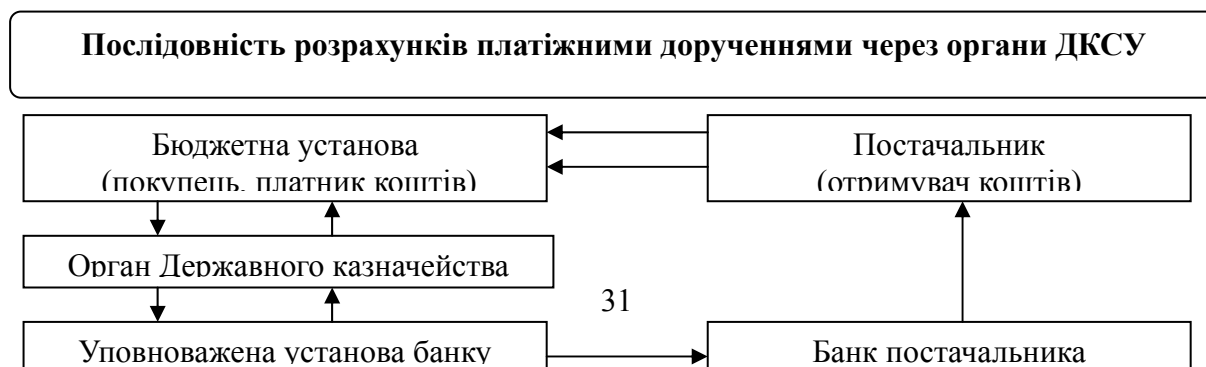 Послідовність розрахунків платіжними дорученнями через органи ДКСУ
Бюджетна установа
(покупець, платник коштів)
Постачальник
(отримувач коштів)
Орган Державного казначейства
31
Уповноважена установа банку
Банк постачальника